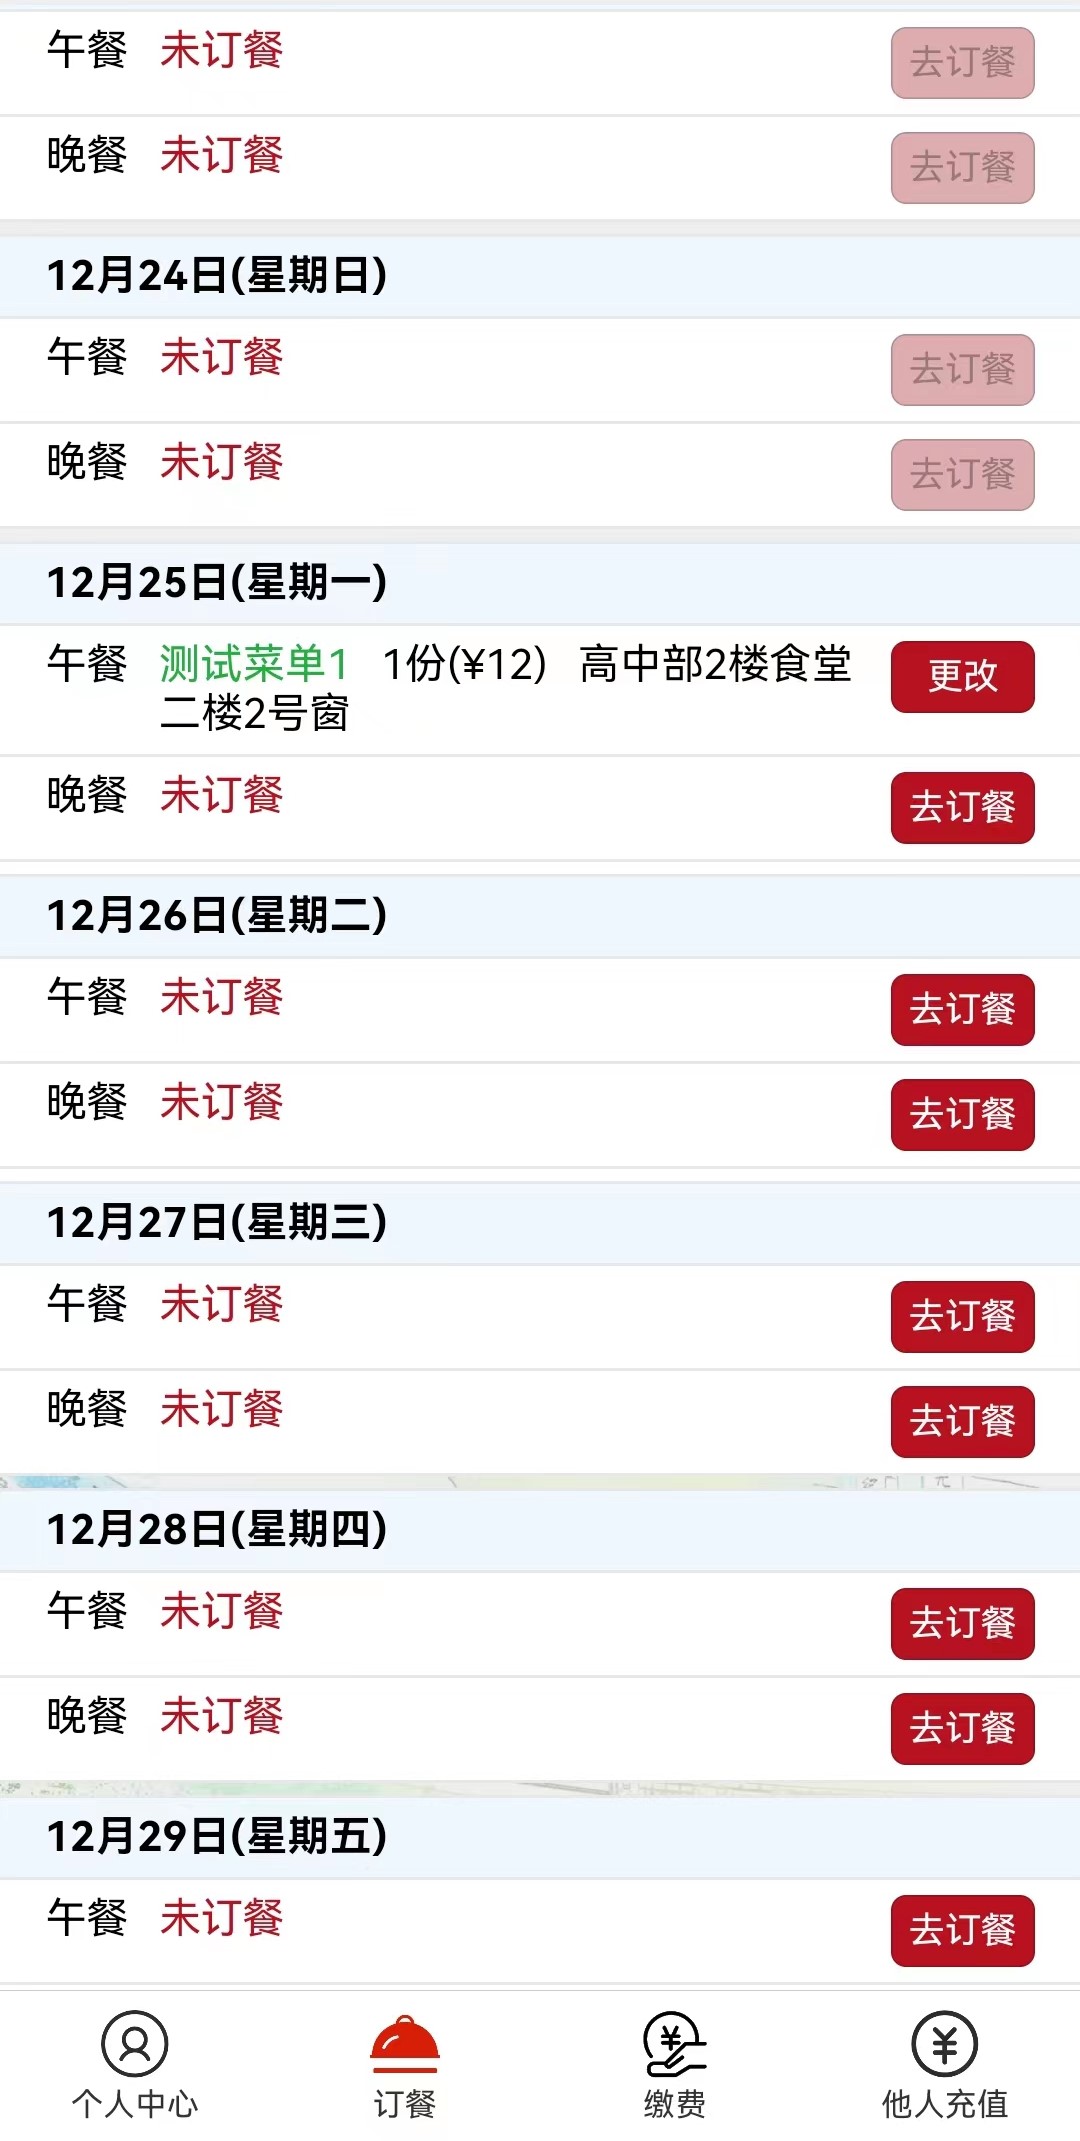 午餐 未订餐 去订餐
晚餐 未订餐 去订餐
12月24日(星期日)
午餐 未订餐 去订餐
晚餐 未订餐 去订餐
12月25日(星期一)
午餐 测试菜单1 1份(¥12) 高中部2楼食堂 更改
二楼2号窗
晚餐 未订餐 去订餐
12月26日(星期二)
午餐 未订餐 去订餐
晚餐 未订餐 去订餐
12月27日(星期三)
午餐 未订餐 去订餐
晚餐 未订餐 去订餐
12月28日(星期四)
午餐 未订餐 去订餐
晚餐 未订餐 去订餐
12月29日(星期五)
午餐 未订餐 去订餐
个人中心 订餐 缴费 他人充值